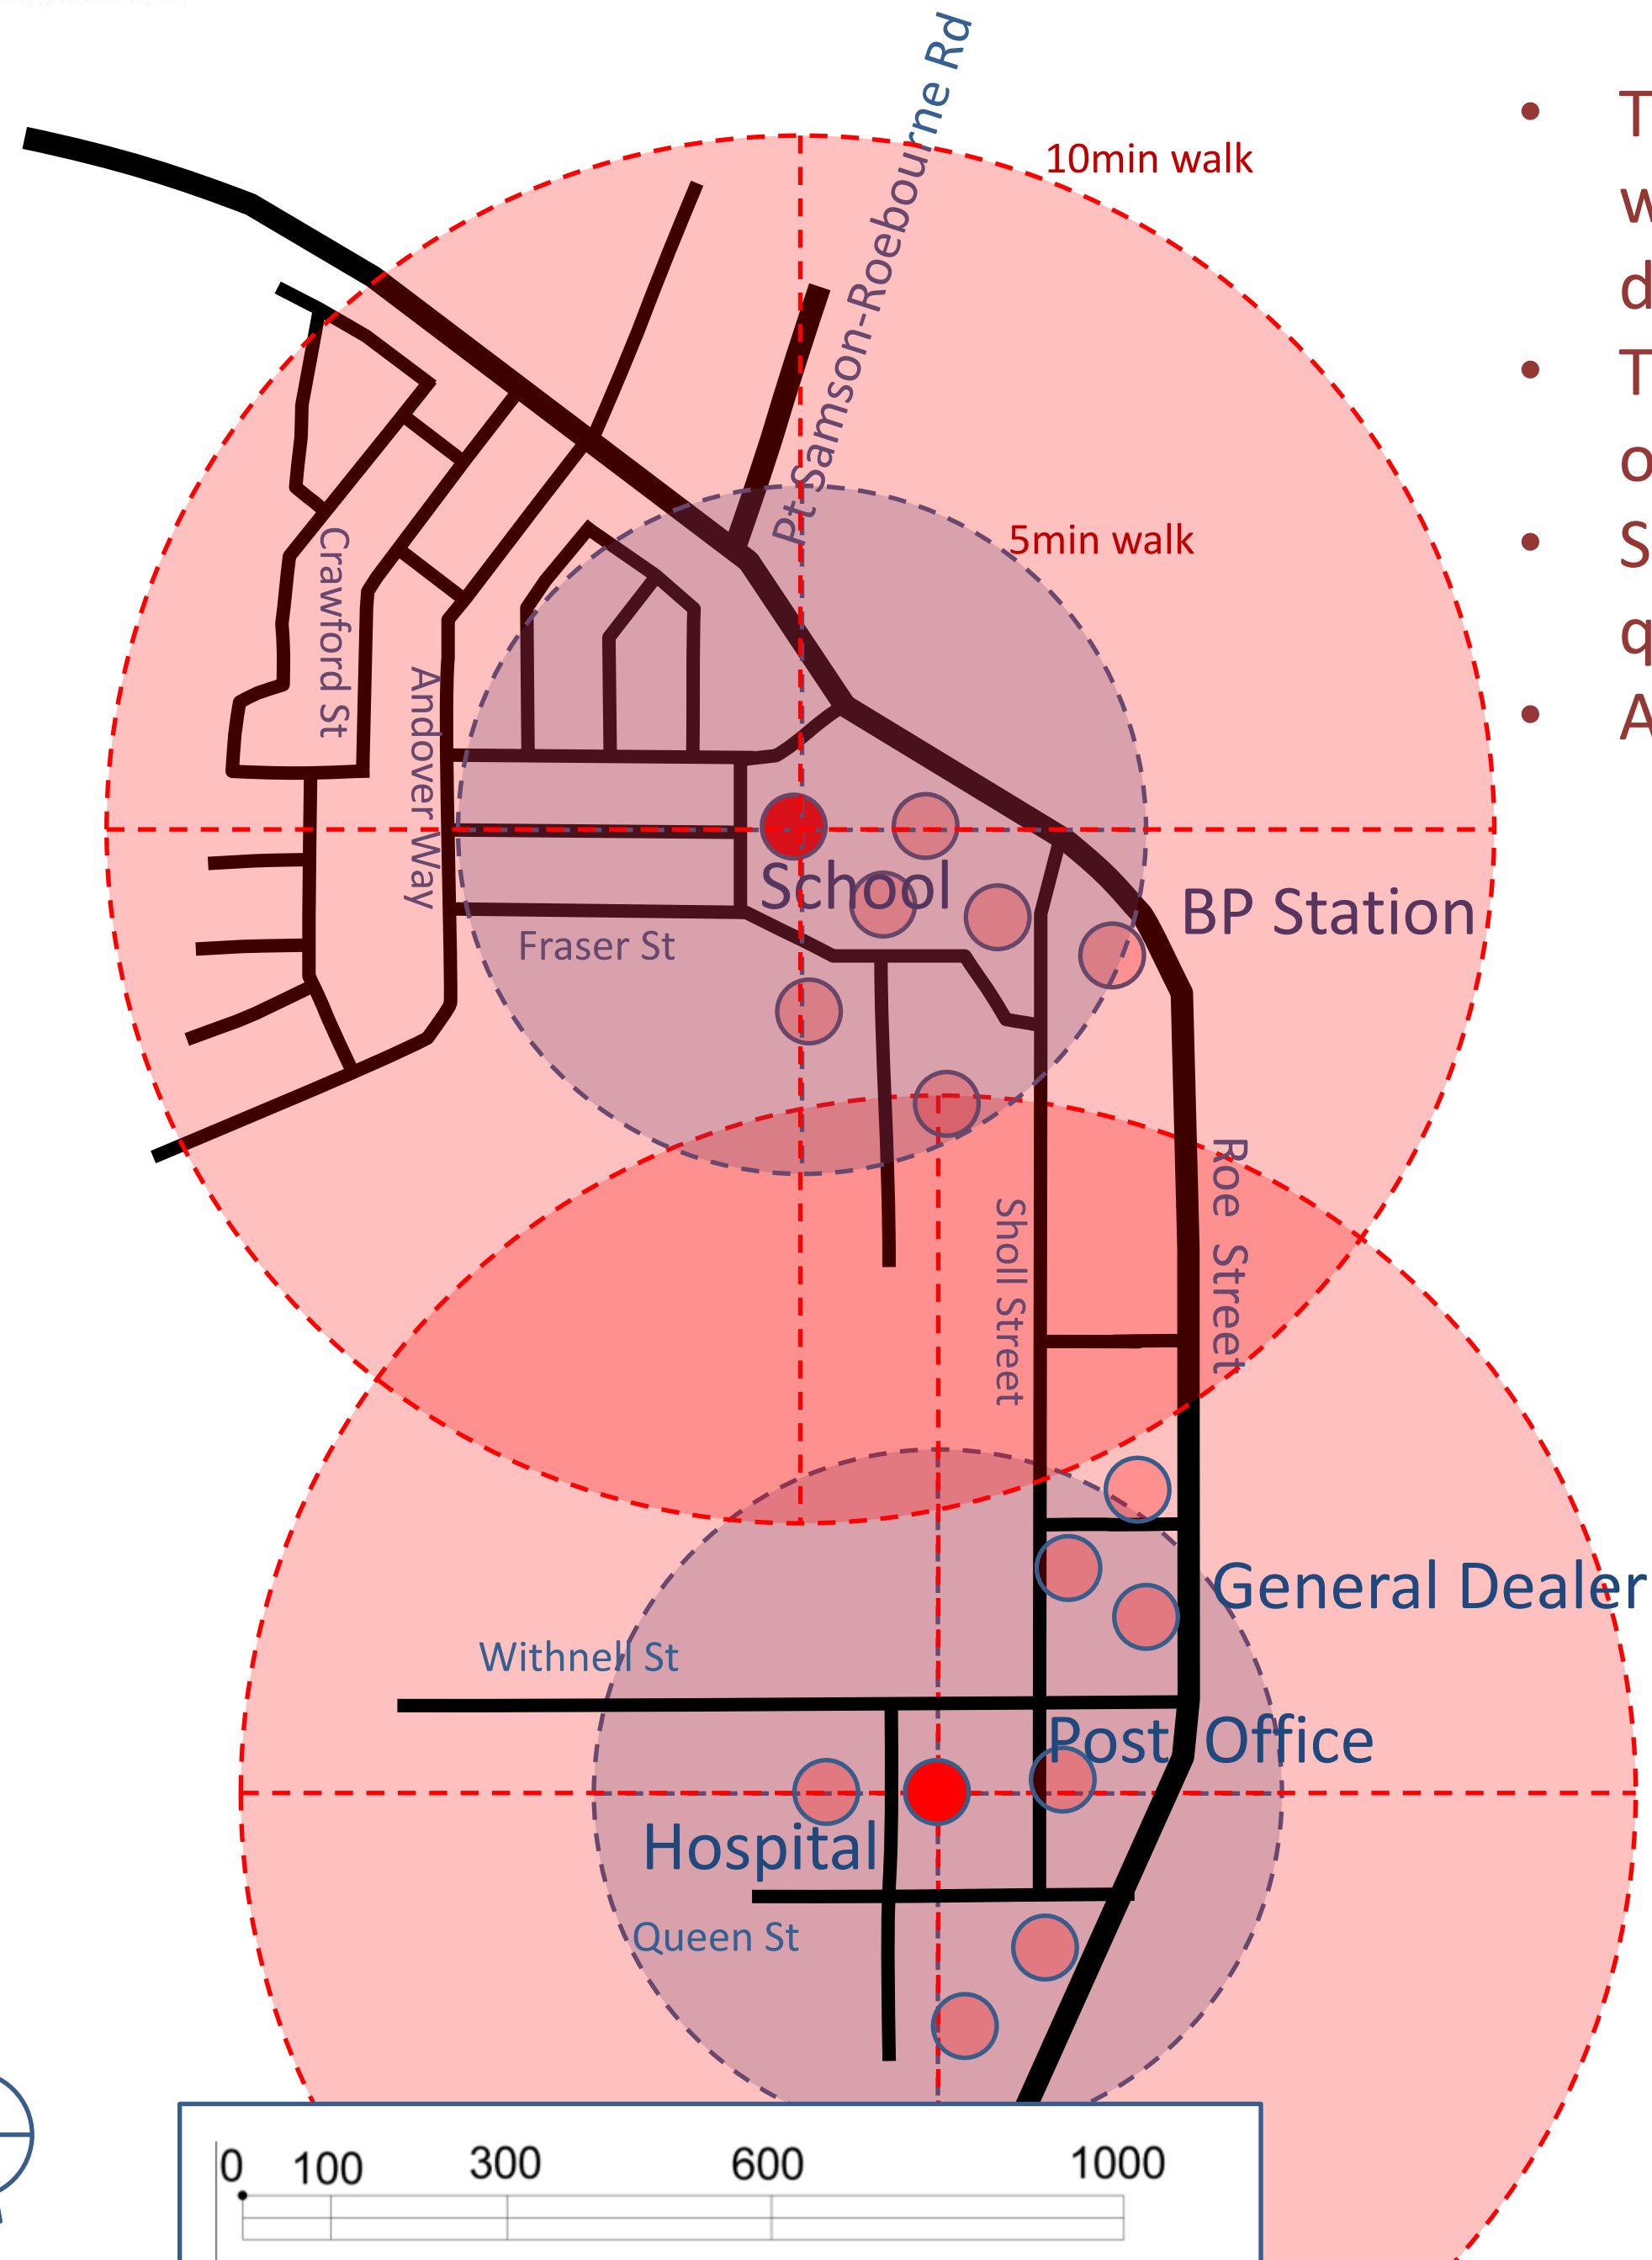 Pt Samson-Roebourne Rd
10min walk
5min walk
Crawford St
Andover Way
School
BP Station
Fraser St
Roe Street
Sholl Street
General Dealer
Withnell St
Post Office
Hospital
Queen St
0 100 300 600 1000
• T
w
d
• T
o
• S
q
• A